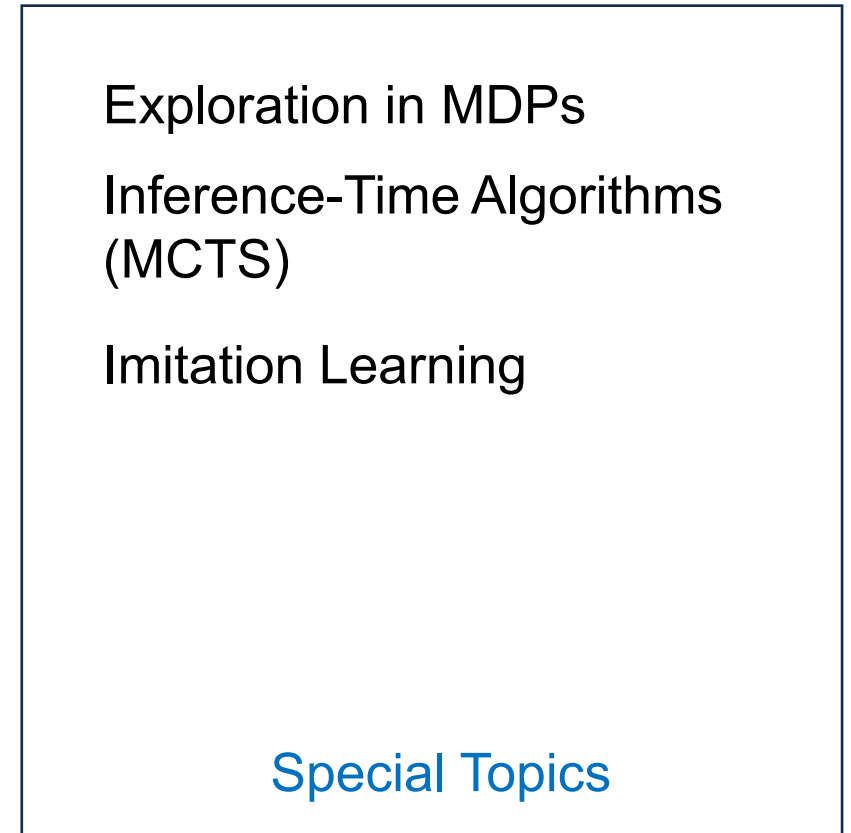 Exploration in MDPs
Inference-Time Algorithms
(MCTS)
Imitation Learning
Special Topics